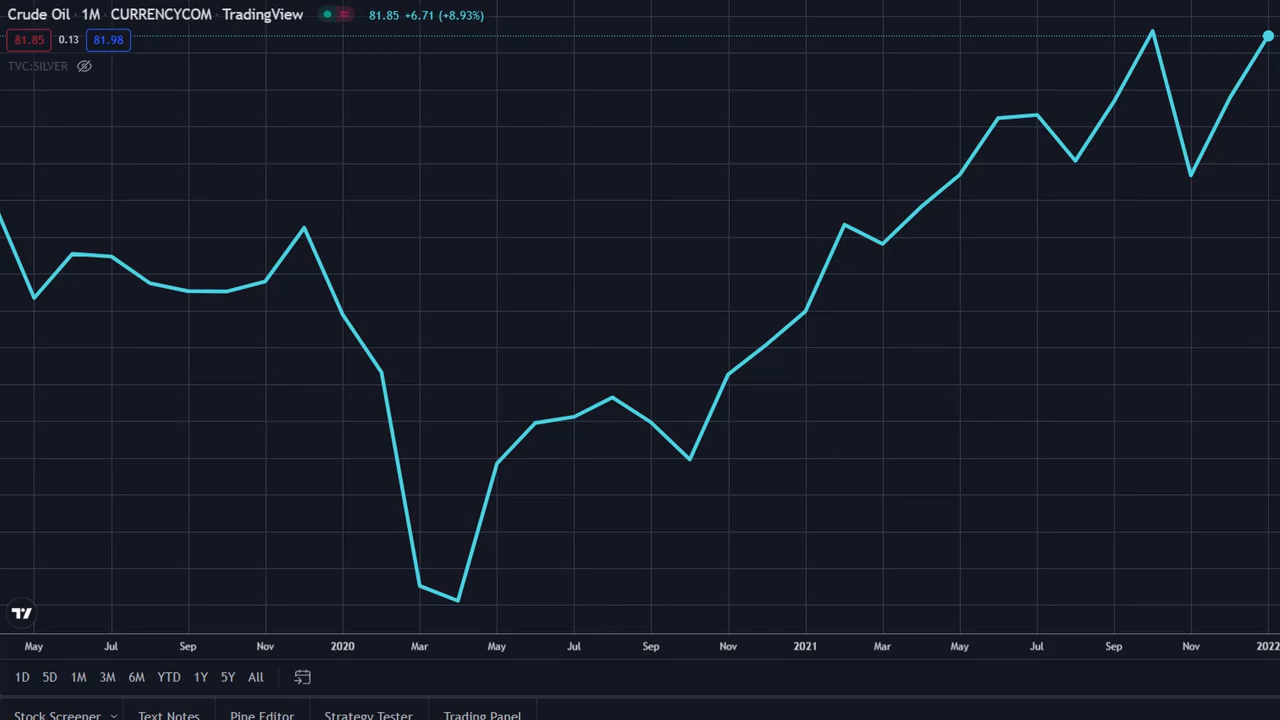 Crude Oil · 1M · CURRENCYCOM · TradingView 81.85 +6.71 (+8.93%)
81.85 0.13 81.98
TVC:SILVER
May Jul Sep Nov 2020 Mar May Jul Sep Nov 2021 Mar May Jul Sep Nov 2022
1D 5D 1M 3M 6M YTD 1Y 5Y All
Stock Screener Text Notes Pine Editor Strategy Tester Trading Panel